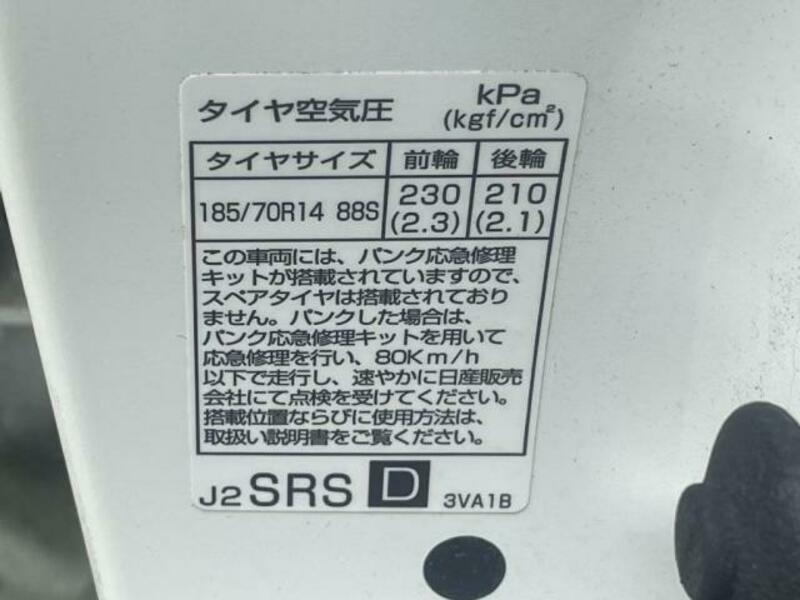 タイヤ空気圧 kPa
(kgf/cm²)
タイヤサイズ 前輪 後輪
185/70R14 88S 230 210
(2.3) (2.1)
この車両には、パンク応急修理
キットが搭載されていますので、
スペアタイヤは搭載されており
ません。パンクした場合は、
パンク応急修理キットを用いて
応急修理を行い、80Km/h
以下で走行し、速やかに日産販売
会社にて点検を受けてください。
搭載位置ならびに使用方法は、
取扱い説明書をご覧ください。
J2 SRS D 3VA1B